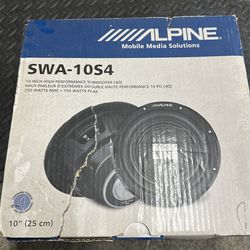 ALPINE
Mobile Media Solutions
SWA-10S4
10 INCH HIGH PERFORMANCE SUBWOOFER [4Ω]
HAUT-PARLEUR D'EXTRÊMES GRAVES HAUTE PERFORMANCE 10 PO [4Ω]
250 WATTS RMS • 750 WATTS PEAK
10" (25 cm)